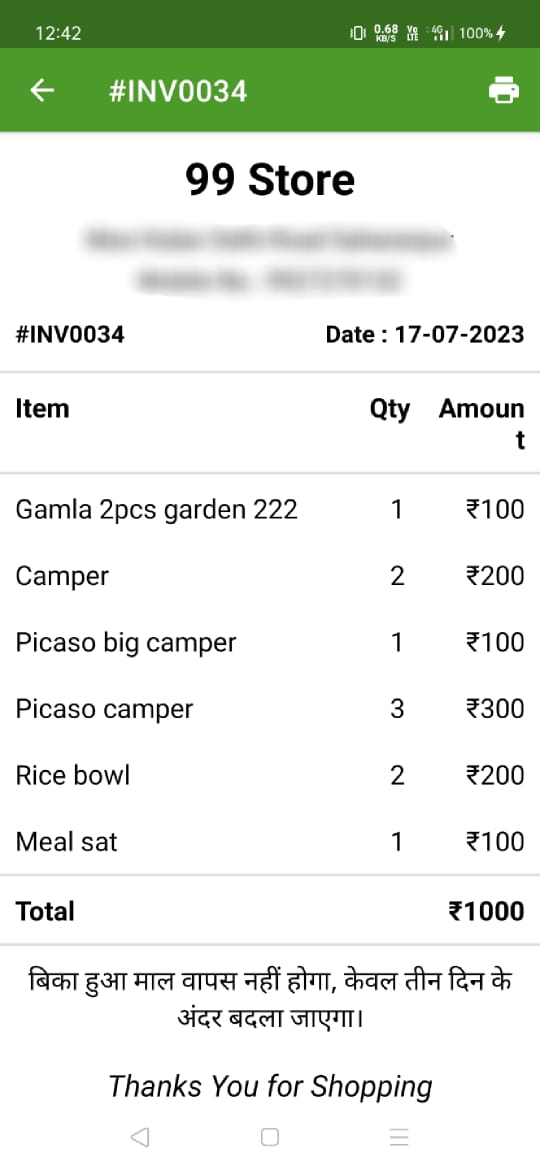 12:42 0.68 KB/S Vo LTE 4G 100%
#INV0034
99 Store
#INV0034 Date : 17-07-2023
Item Qty Amoun
t
Gamla 2pcs garden 222 1 ₹100
Camper 2 ₹200
Picaso big camper 1 ₹100
Picaso camper 3 ₹300
Rice bowl 2 ₹200
Meal sat 1 ₹100
Total ₹1000
बिका हुआ माल वापस नहीं होगा, केवल तीन दिन के
अंदर बदला जाएगा।
Thanks You for Shopping